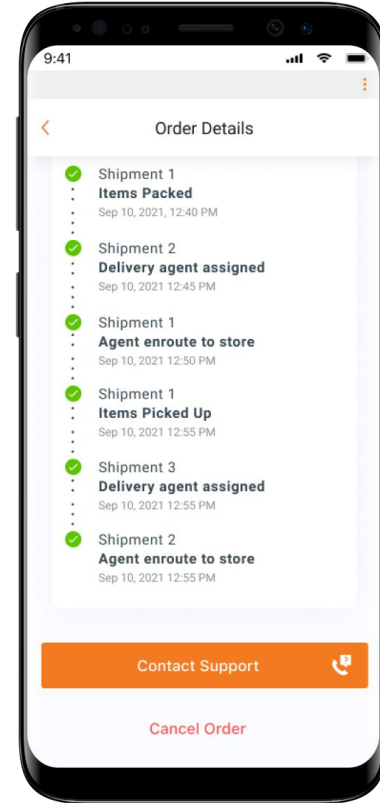 9:41
Order Details
Shipment 1
Items Packed
Sep 10, 2021, 12:40 PM
Shipment 2
Delivery agent assigned
Sep 10, 2021 12:45 PM
Shipment 1
Agent enroute to store
Sep 10, 2021 12:50 PM
Shipment 1
Items Picked Up
Sep 10, 2021 12:55 PM
Shipment 3
Delivery agent assigned
Sep 10, 2021 12:55 PM
Shipment 2
Agent enroute to store
Sep 10, 2021 12:55 PM
Contact Support
Cancel Order